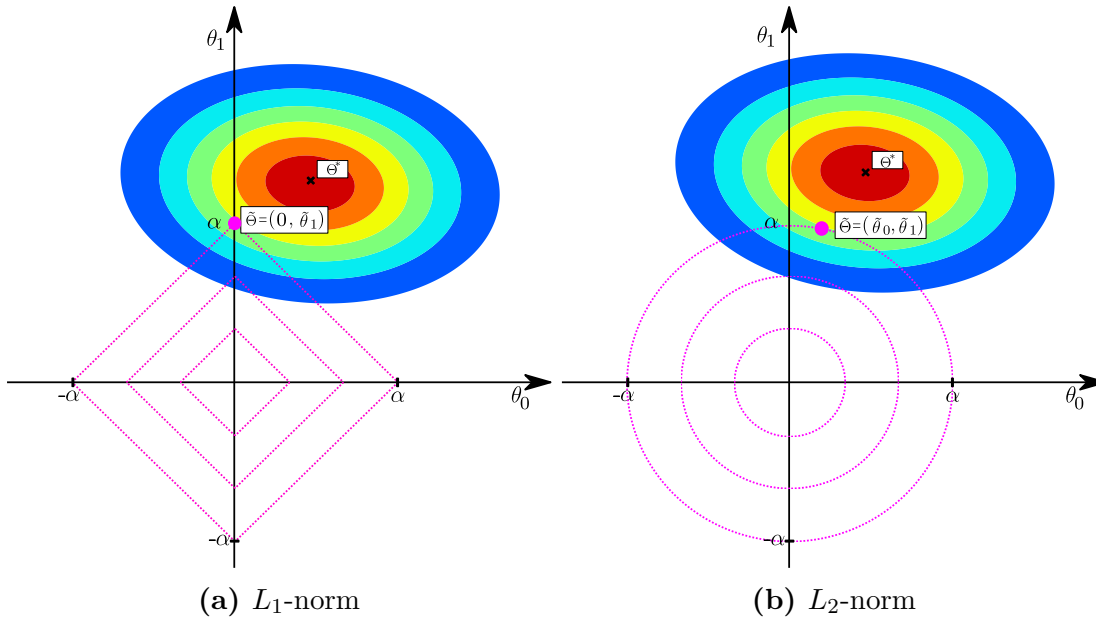 θ₁
Θ*
α
Θ̃=(0, θ̃₁)
-α
α
θ₀
-α
(a) L₁-norm
θ₁
Θ*
α
Θ̃=(θ̃₀, θ̃₁)
-α
α
θ₀
-α
(b) L₂-norm